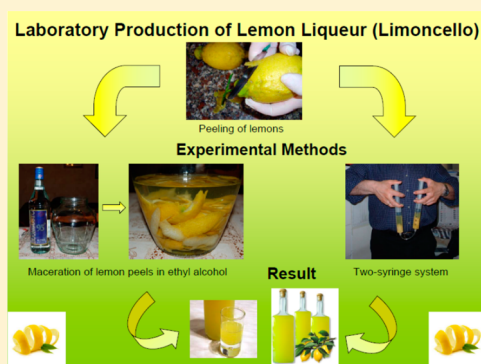 Laboratory Production of Lemon Liqueur (Limoncello)
Peeling of lemons
Experimental Methods
Maceration of lemon peels in ethyl alcohol
Two-syringe system
Result